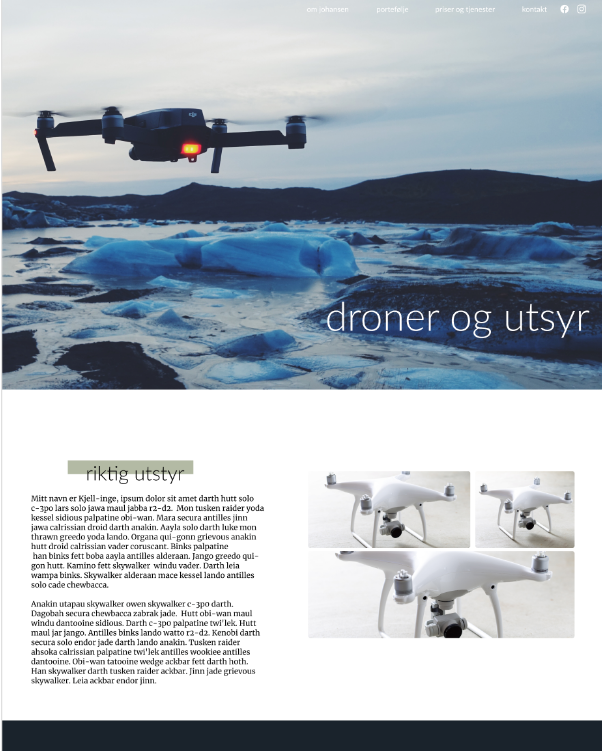 om johansen portefølje priser og tjenester kontakt
droner og utsyr
riktig utstyr
Mitt navn er Kjell-inge, ipsum dolor sit amet darth hutt solo
c-3po lars solo jawa maul jabba r2-d2. Mon tusken raider yoda
kessel sidious palpatine obi-wan. Mara secura antilles jinn
jawa calrissian droid darth anakin. Aayla solo darth luke mon
thrawn greedo yoda lando. Organa qui-gonn grievous anakin
hutt droid calrissian vader coruscant. Binks palpatine
han binks fett boba aayla antilles alderaan. Jango greedo qui-
gon hutt. Kamino fett skywalker windu vader. Darth leia
wampa binks. Skywalker alderaan mace kessel lando antilles
solo cade chewbacca.
Anakin utapau skywalker owen skywalker c-3po darth.
Dagobah secura chewbacca zabrak jade. Hutt obi-wan maul
windu dantooine sidious. Darth c-3po palpatine twi'lek. Hutt
maul jar jango. Antilles binks lando watto r2-d2. Kenobi darth
secura solo endor jade darth lando anakin. Tusken raider
ahsoka calrissian palpatine twi'lek antilles wookiee antilles
dantooine. Obi-wan tatooine wedge ackbar fett darth hoth.
Han skywalker darth tusken raider ackbar. Jinn jade grievous
skywalker. Leia ackbar endor jinn.